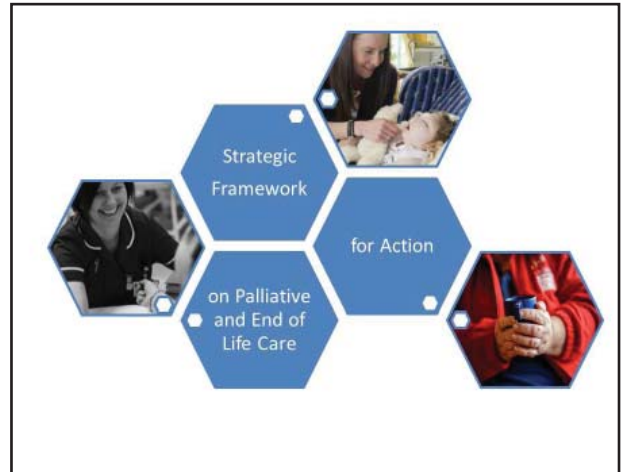 Strategic
Framework
for Action
on Palliative
and End of
Life Care